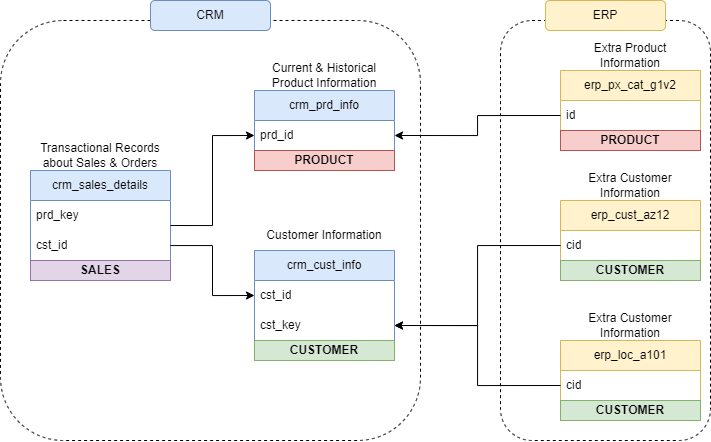 CRM
ERP
Current & Historical
Product Information
crm_prd_info
prd_id
PRODUCT
Transactional Records
about Sales & Orders
crm_sales_details
prd_key
cst_id
SALES
Customer Information
crm_cust_info
cst_id
cst_key
CUSTOMER
Extra Product
Information
erp_px_cat_g1v2
id
PRODUCT
Extra Customer
Information
erp_cust_az12
cid
CUSTOMER
Extra Customer
Information
erp_loc_a101
cid
CUSTOMER